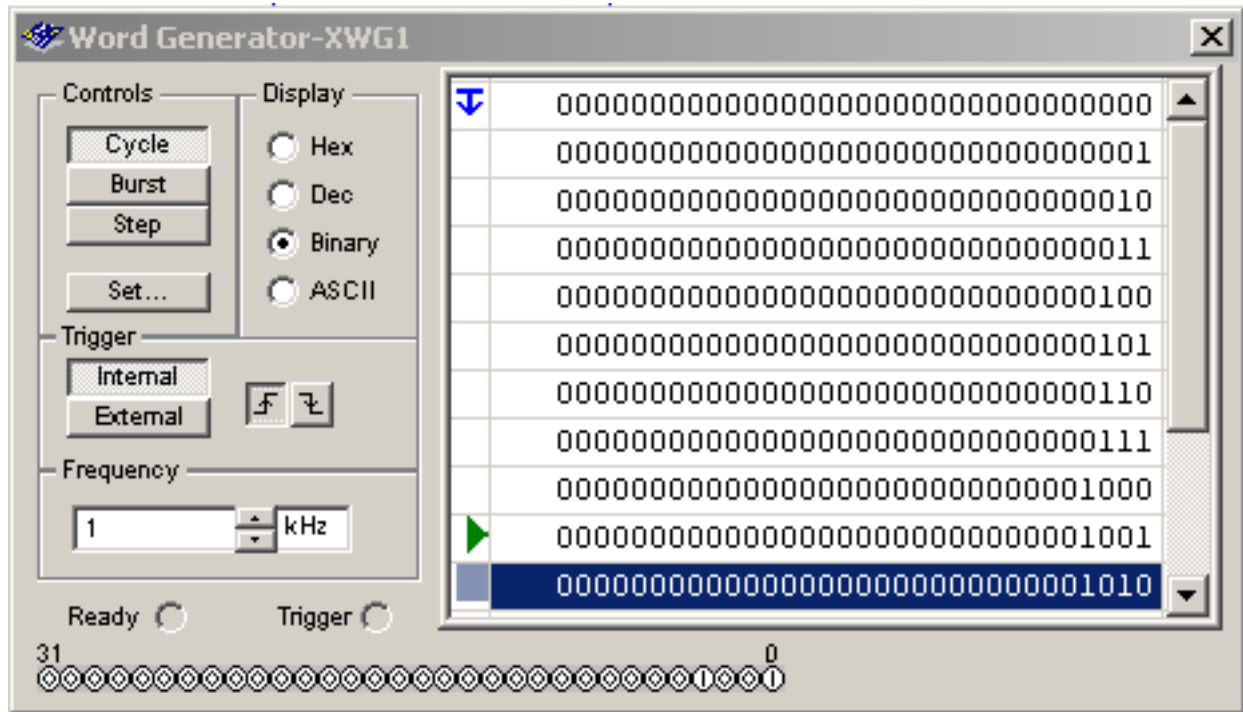 Word Generator-XWG1
Controls
Cycle
Burst
Step
Set...
Display
Hex
Dec
Binary
ASCII
Trigger
Internal
External
Frequency
1
kHz
Ready
Trigger
00000000000000000000000000000000
00000000000000000000000000000001
00000000000000000000000000000010
00000000000000000000000000000011
00000000000000000000000000000100
00000000000000000000000000000101
00000000000000000000000000000110
00000000000000000000000000000111
00000000000000000000000000001000
00000000000000000000000000001001
00000000000000000000000000001010
31
0